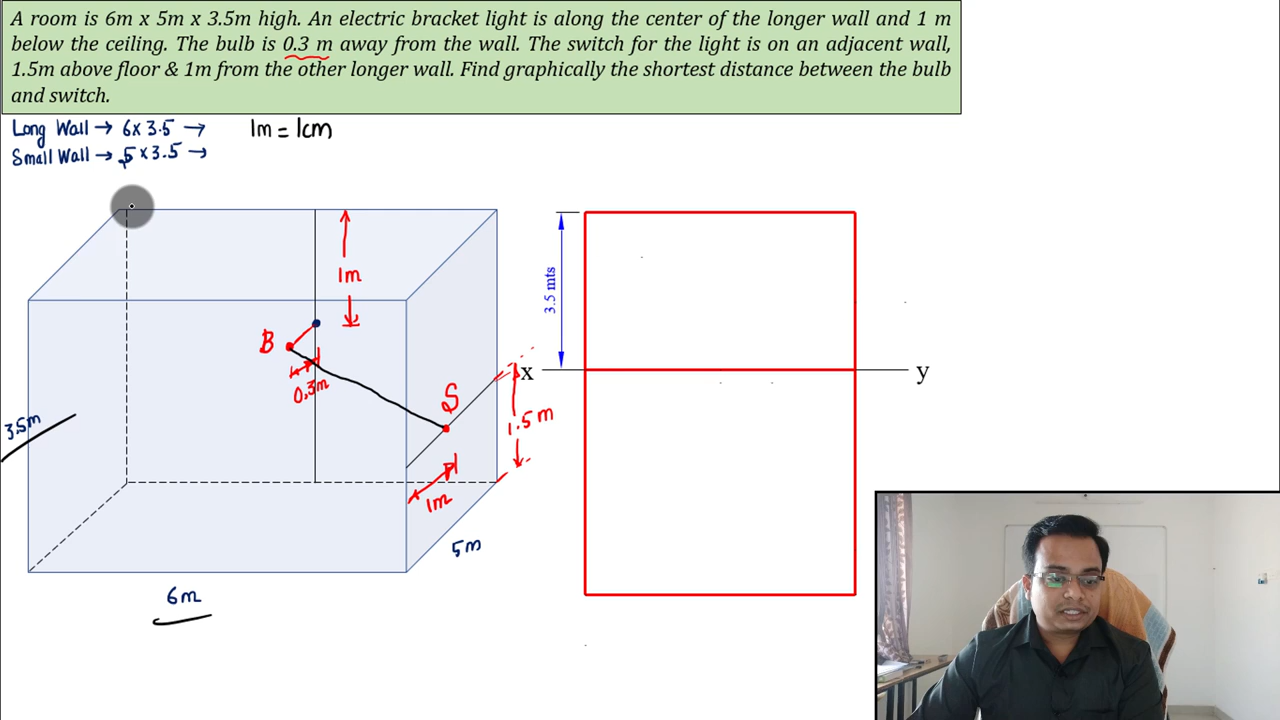 A room is 6m x 5m x 3.5m high. An electric bracket light is along the center of the longer wall and 1 m
below the ceiling. The bulb is 0.3 m away from the wall. The switch for the light is on an adjacent wall,
1.5m above floor & 1m from the other longer wall. Find graphically the shortest distance between the bulb
and switch.
Long Wall → 6x 3.5 →
1m = 1cm
Small Wall → 5 x 3.5 →
1m
3.5 mts
B
0.3m
S
x
y
1.5m
3.5m
1m
5m
6m